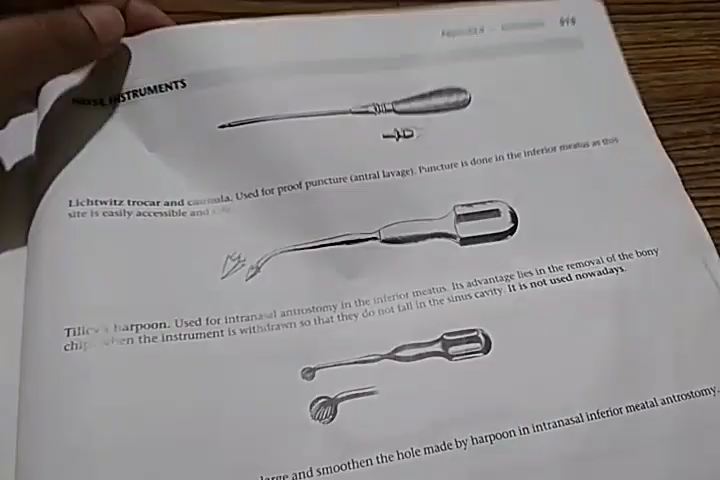 INSTRUMENTS
Lichtwitz trocar and cannula. Used for proof puncture (antral lavage). Puncture is done in the inferior meatus as this
site is easily accessible and
harpoon. Used for intranasal antrostomy in the inferior meatus. Its advantage lies in the removal of the bony
when the instrument is withdrawn so that they do not fall in the sinus cavity. It is not used nowadays.
and smoothen the hole made by harpoon in intranasal inferior meatal antrostomy.